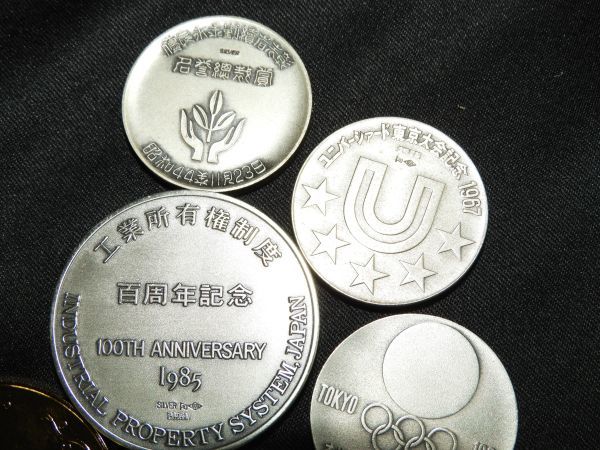 SILVER
名誉總裁賞
昭和44年11月23日
ユニバーシアード東京大会記念 1967
工業所有権制度
百周年記念
100TH ANNIVERSARY
1985
SILVER
INDUSTRIAL PROPERTY SYSTEM, JAPAN
TOKYO